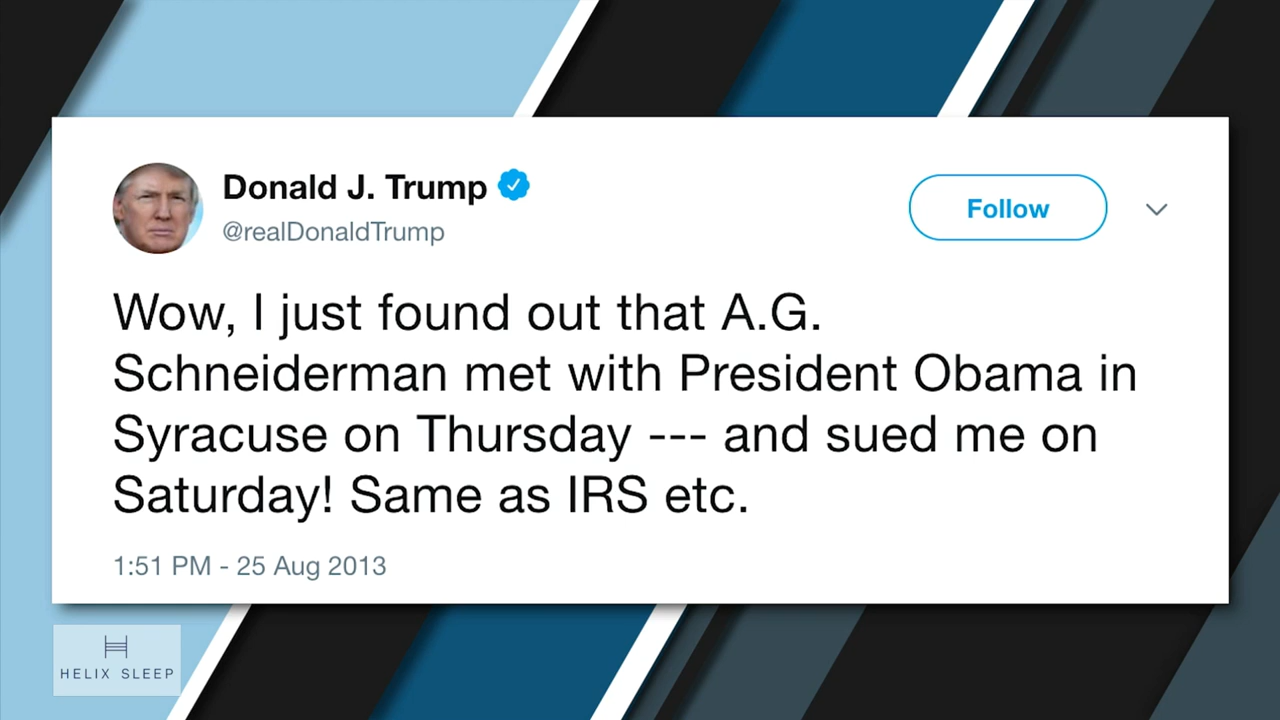 Donald J. Trump
@realDonaldTrump
Follow
Wow, I just found out that A.G.
Schneiderman met with President Obama in
Syracuse on Thursday --- and sued me on
Saturday! Same as IRS etc.
1:51 PM - 25 Aug 2013
HELIX SLEEP